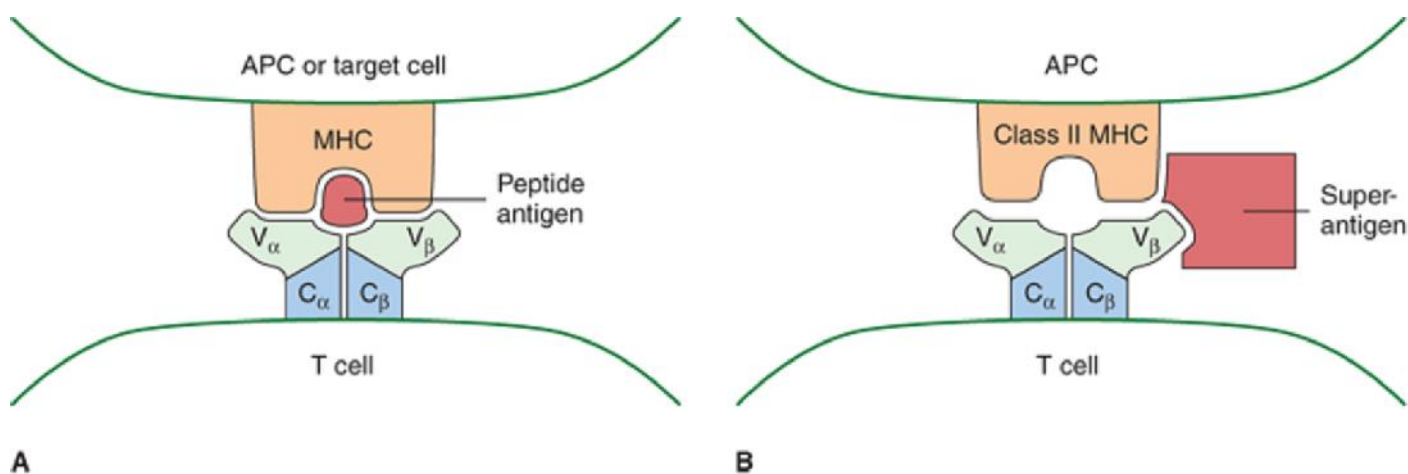 APC or target cell
MHC
Peptide
antigen
Vα
Vβ
Cα
Cβ
T cell
A
APC
Class II MHC
Super-
antigen
Vα
Vβ
Cα
Cβ
T cell
B